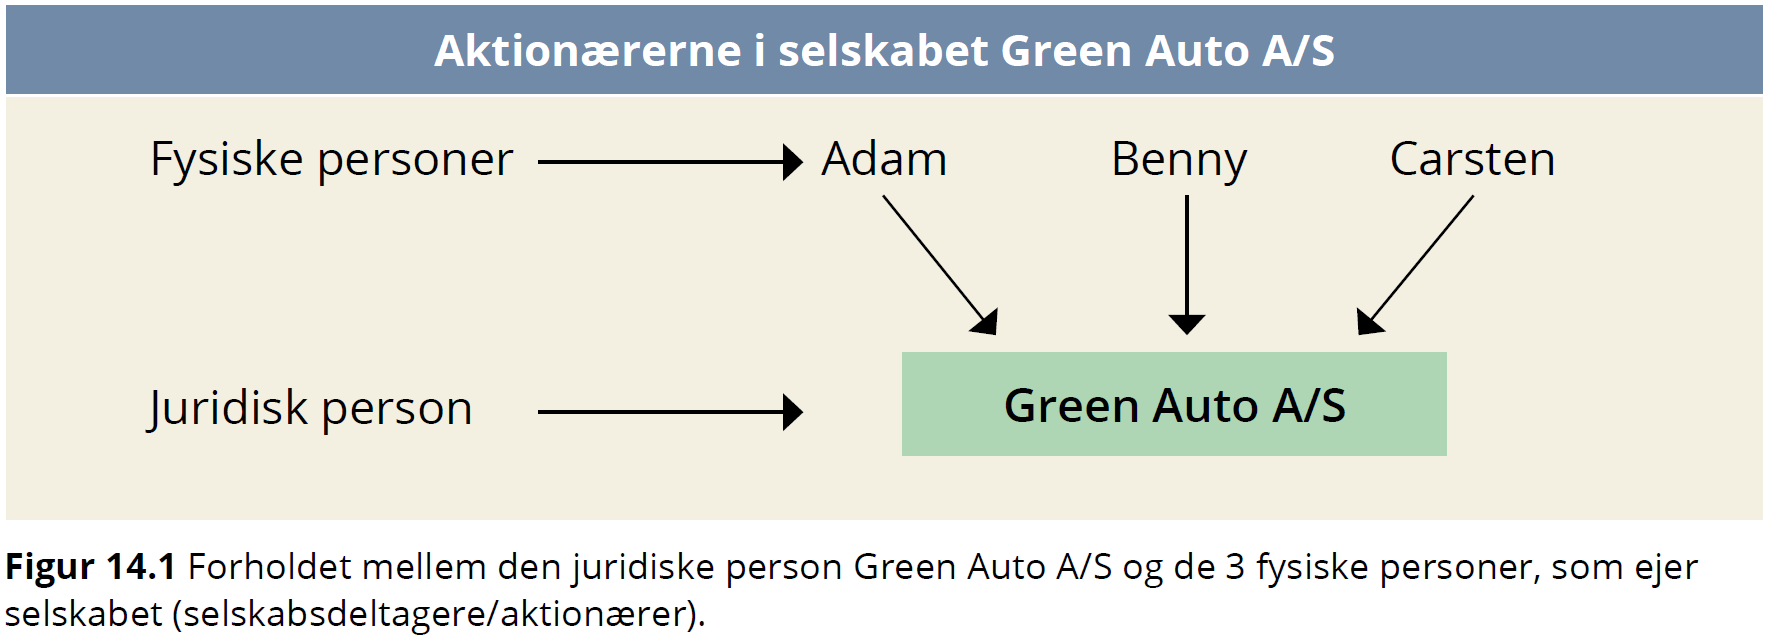 Aktionærerne i selskabet Green Auto A/S
Fysiske personer Adam Benny Carsten
Juridisk person Green Auto A/S
Figur 14.1 Forholdet mellem den juridiske person Green Auto A/S og de 3 fysiske personer, som ejer
selskabet (selskabsdeltagere/aktionærer).